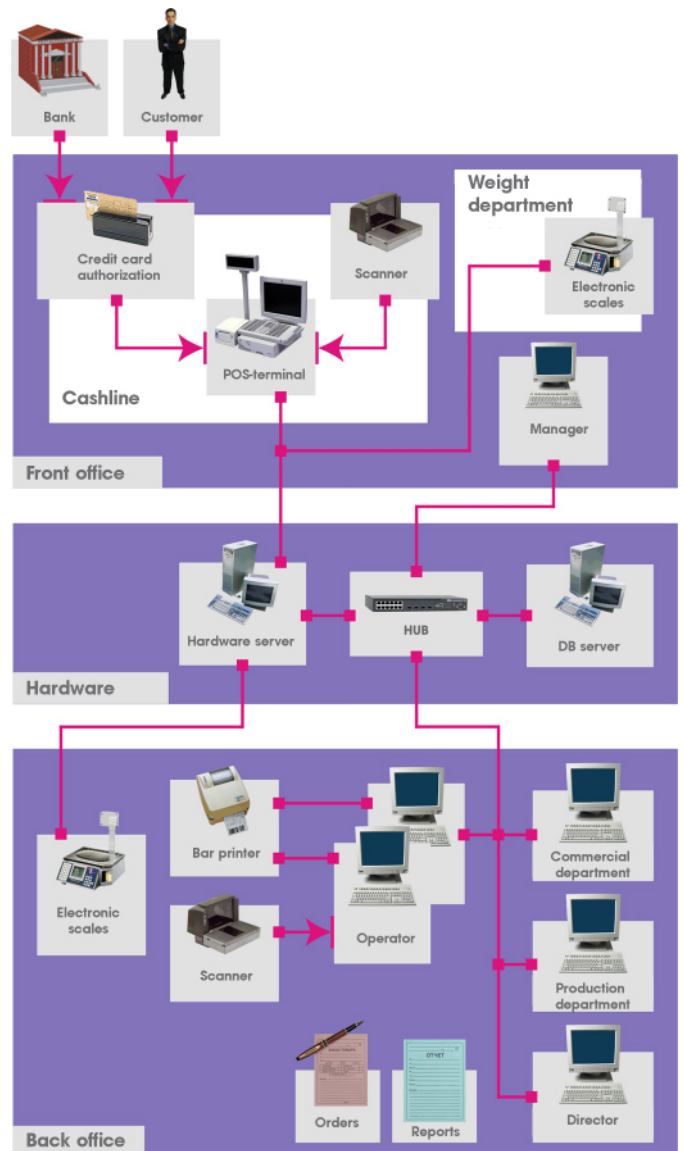 Bank
Customer
Weight
department
Credit card
authorization
Scanner
Electronic
scales
POS-terminal
Cashline
Manager
Front office
Hardware server
HUB
DB server
Hardware
Bar printer
Commercial
department
Electronic
scales
Operator
Scanner
Production
department
ОТЧЕТ
Orders
Reports
Director
Back office